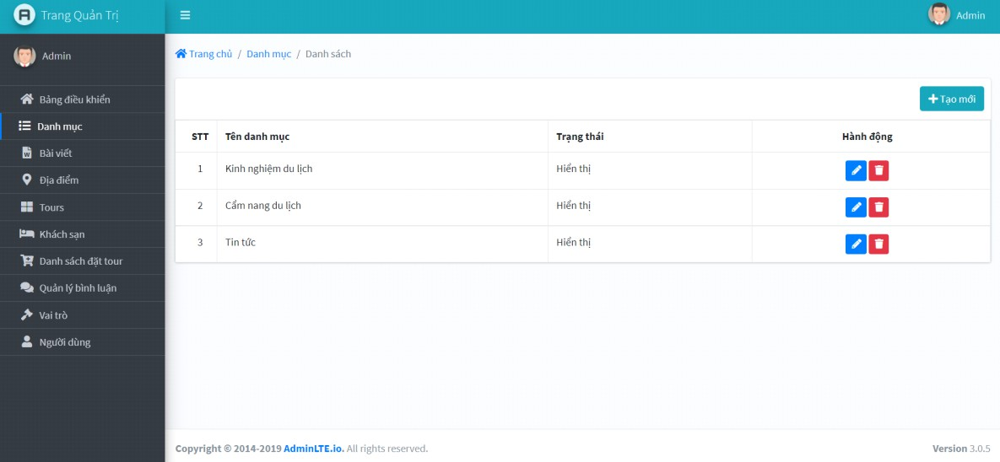 Trang Quản Trị
Admin
Admin
Bảng điều khiển
Danh mục
Bài viết
Địa điểm
Tours
Khách sạn
Danh sách đặt tour
Quản lý bình luận
Vai trò
Người dùng
Trang chủ / Danh mục / Danh sách
Tạo mới
STT Tên danh mục Trạng thái Hành động
1 Kinh nghiệm du lịch Hiển thị
2 Cẩm nang du lịch Hiển thị
3 Tin tức Hiển thị
Copyright © 2014-2019 AdminLTE.io. All rights reserved.
Version 3.0.5